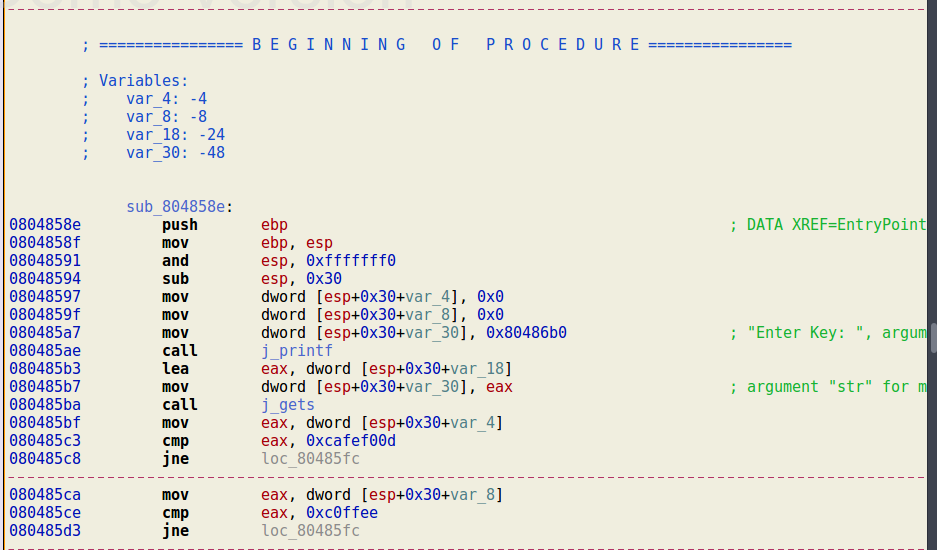 ; ================ B E G I N N I N G   O F   P R O C E D U R E ================
; Variables:
;    var_4: -4
;    var_8: -8
;    var_18: -24
;    var_30: -48
sub_804858e:
0804858e push ebp ; DATA XREF=EntryPoint
0804858f mov ebp, esp
08048591 and esp, 0xfffffff0
08048594 sub esp, 0x30
08048597 mov dword [esp+0x30+var_4], 0x0
0804859f mov dword [esp+0x30+var_8], 0x0
080485a7 mov dword [esp+0x30+var_30], 0x80486b0 ; "Enter Key: ", argum
080485ae call j_printf
080485b3 lea eax, dword [esp+0x30+var_18]
080485b7 mov dword [esp+0x30+var_30], eax ; argument "str" for m
080485ba call j_gets
080485bf mov eax, dword [esp+0x30+var_4]
080485c3 cmp eax, 0xcafef00d
080485c8 jne loc_80485fc
080485ca mov eax, dword [esp+0x30+var_8]
080485ce cmp eax, 0xc0ffee
080485d3 jne loc_80485fc